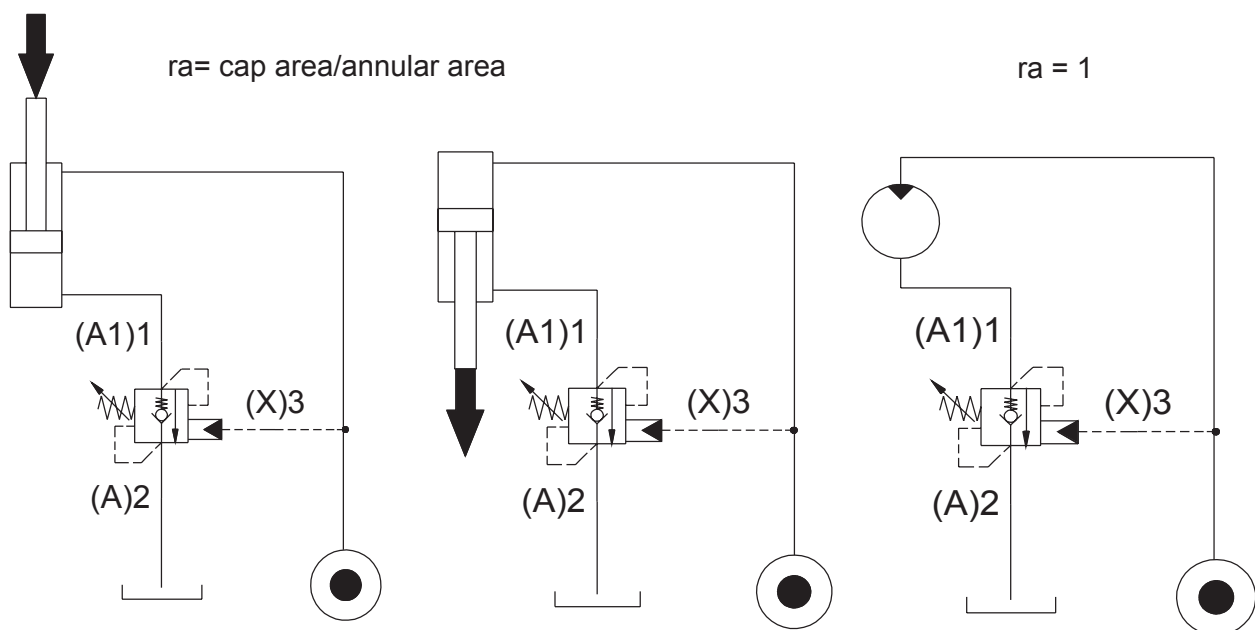 ra= cap area/annular area
ra = 1
(A1)1
(X)3
(A)2
(A1)1
(X)3
(A)2
(A1)1
(X)3
(A)2